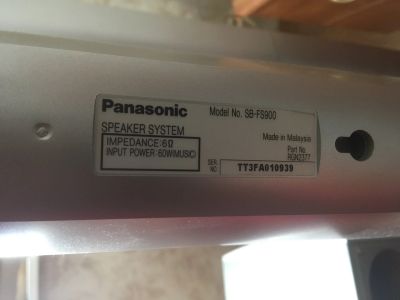 Panasonic Model No. SB-FS900
SPEAKER SYSTEM
Made in Malaysia
IMPEDANCE:6Ω
INPUT POWER:60W(MUSIC)
Part No.
RGN2377
SER.
NO. TT3FA010939